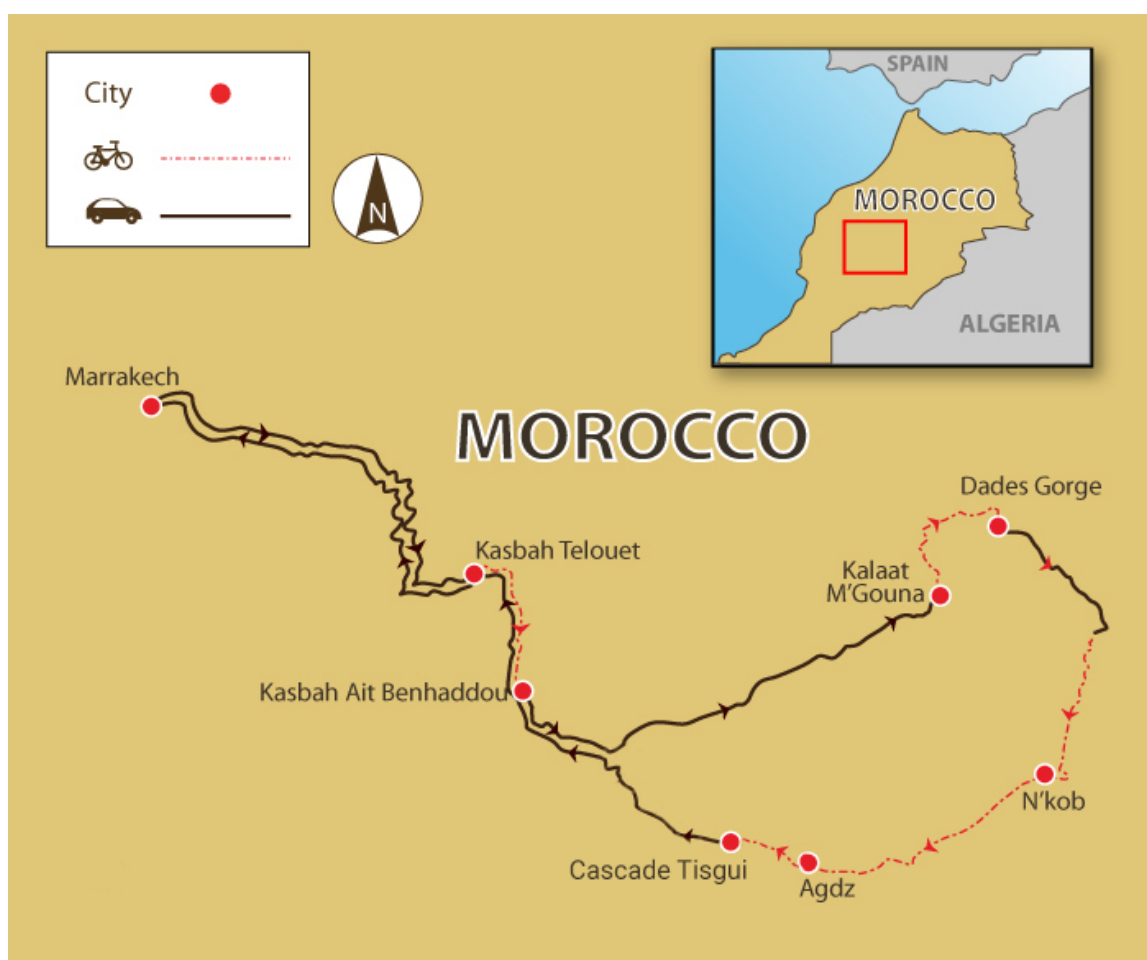 City
N
SPAIN
MOROCCO
ALGERIA
Marrakech
MOROCCO
Dades Gorge
Kasbah Telouet
Kalaat
M'Gouna
Kasbah Ait Benhaddou
N'kob
Cascade Tisgui
Agdz